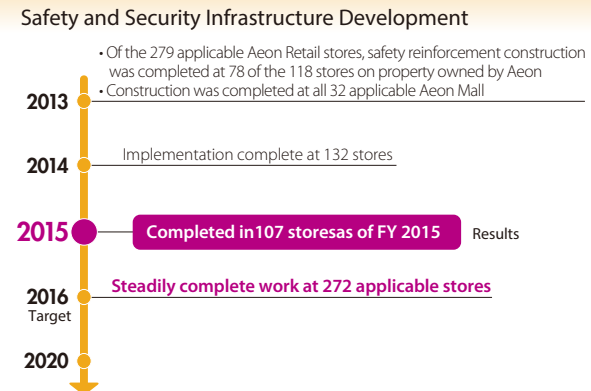 Safety and Security Infrastructure Development
• Of the 279 applicable Aeon Retail stores, safety reinforcement construction
was completed at 78 of the 118 stores on property owned by Aeon
• Construction was completed at all 32 applicable Aeon Mall
2013
Implementation complete at 132 stores
2014
2015
Completed in107 storesas of FY 2015
Results
Steadily complete work at 272 applicable stores
2016
Target
2020